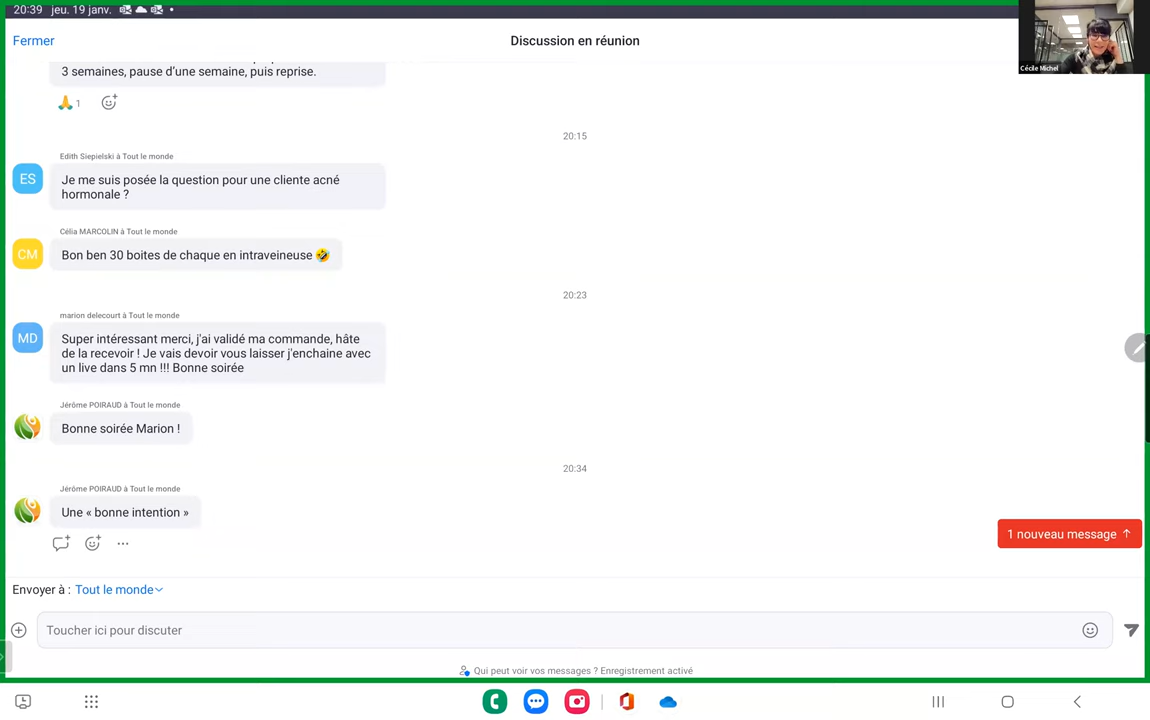 20:39 jeu. 19 janv.
Fermer
Discussion en réunion
Cécile Michel
3 semaines, pause d'une semaine, puis reprise.
1
20:15
Edith Siepielski à Tout le monde
ES
Je me suis posée la question pour une cliente acné
hormonale ?
Célia MARCOLIN à Tout le monde
CM
Bon ben 30 boites de chaque en intraveineuse 🤣
20:23
marion delecourt à Tout le monde
MD
Super intéressant merci, j'ai validé ma commande, hâte
de la recevoir ! Je vais devoir vous laisser j'enchaine avec
un live dans 5 mn !!! Bonne soirée
Jérôme POIRAUD à Tout le monde
Bonne soirée Marion !
20:34
Jérôme POIRAUD à Tout le monde
Une « bonne intention »
1 nouveau message ↑
Envoyer à : Tout le monde
Toucher ici pour discuter
Qui peut voir vos messages ? Enregistrement activé